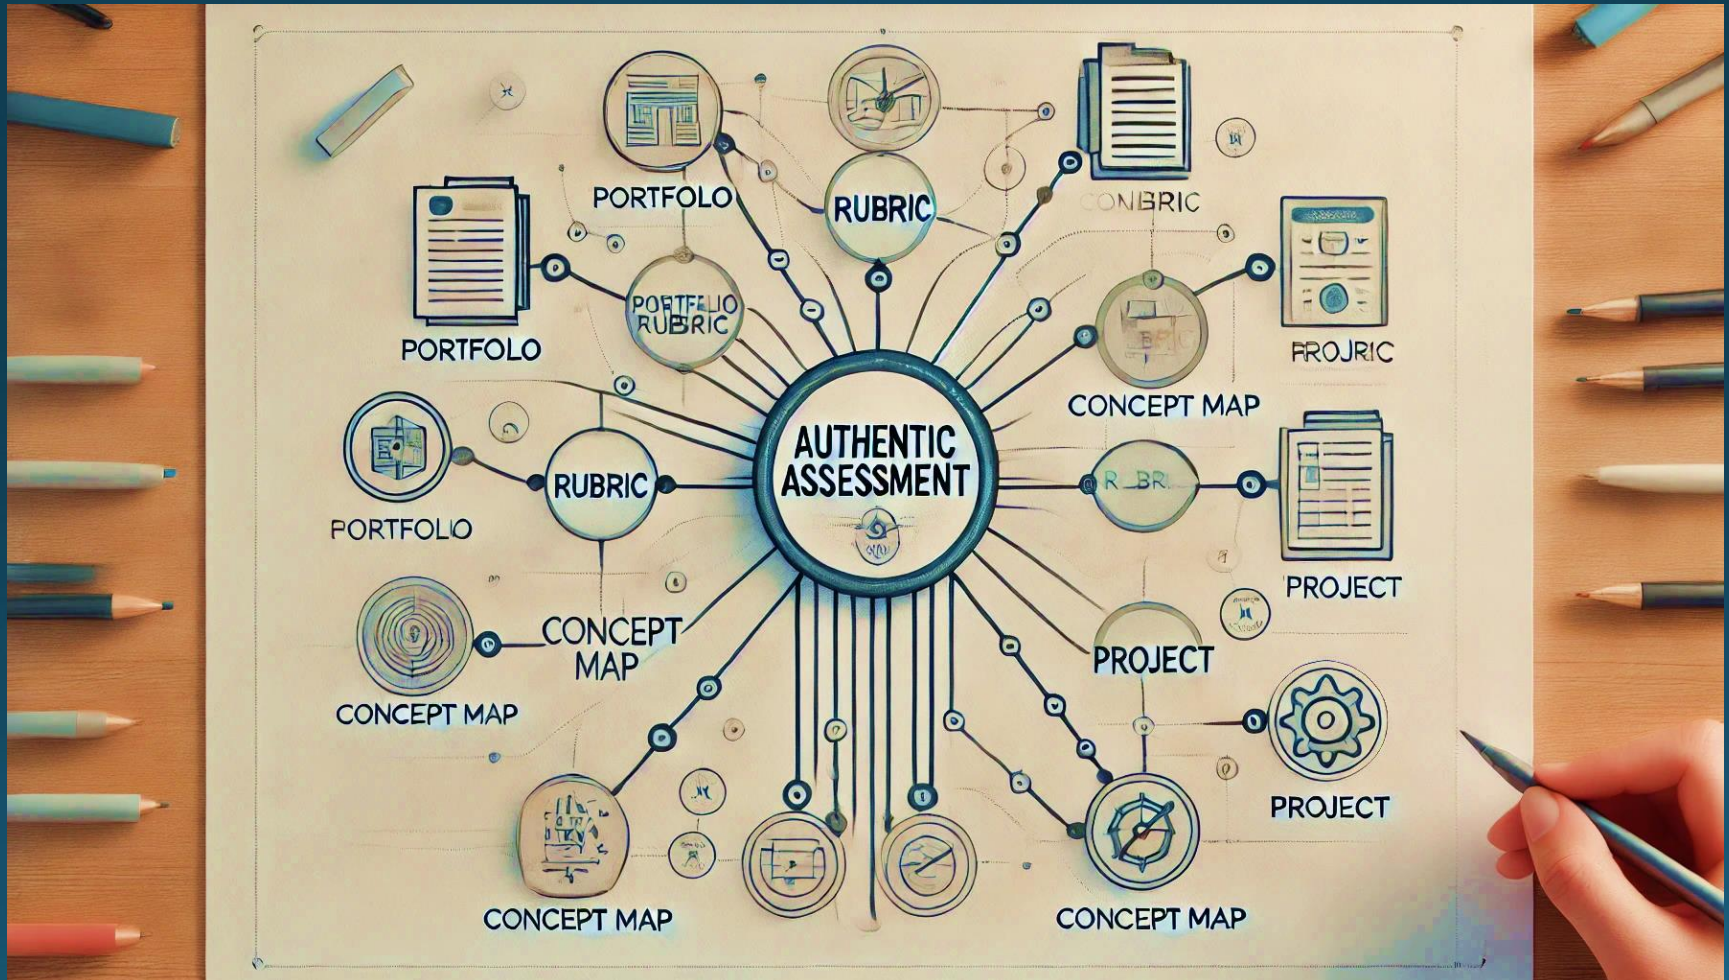 PORTFOLO
RUBRIC
CONBRIC
PORTFOLIO
RUBRIC
PORTFOLO
FROJRIC
CONCEPT MAP
AUTHENTIC
ASSESSMENT
RUBRIC
PORTFOLIO
PROJECT
CONCEPT
MAP
PROJECT
CONCEPT MAP
PROJECT
CONCEPT MAP
CONCEPT MAP